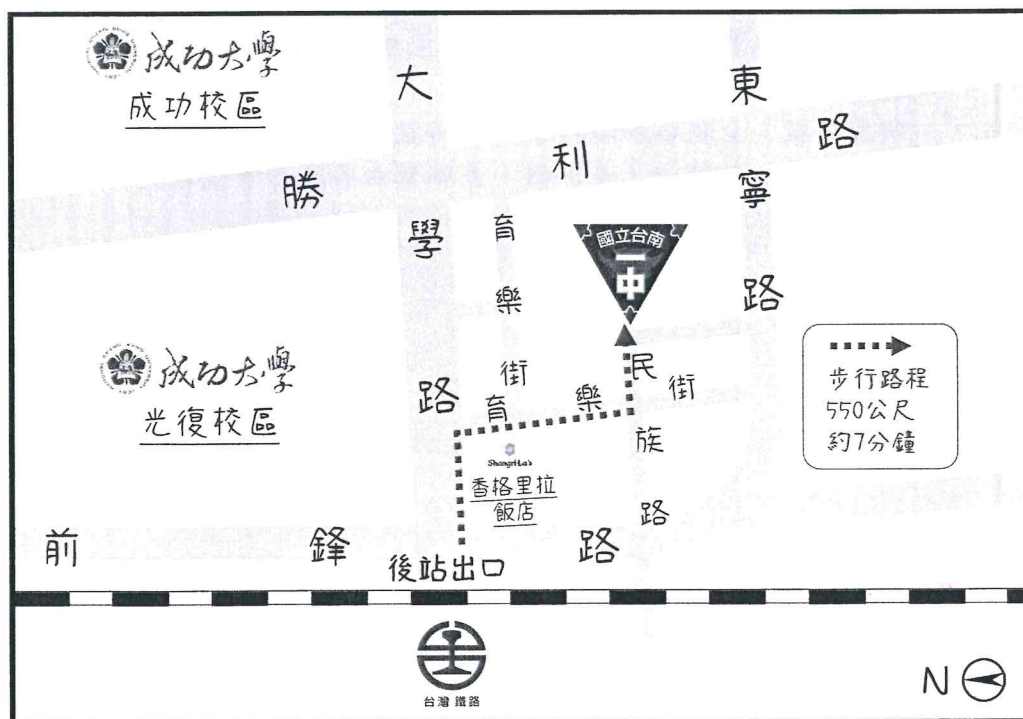 成功大學
成功校區
大學路
東寧路
勝利路
育樂街
國立台南
一中
成功大學
光復校區
育樂街
民族路
步行路程
550公尺
約7分鐘
Shangri-La's
香格里拉
飯店
前鋒路
後站出口
台灣鐵路
N